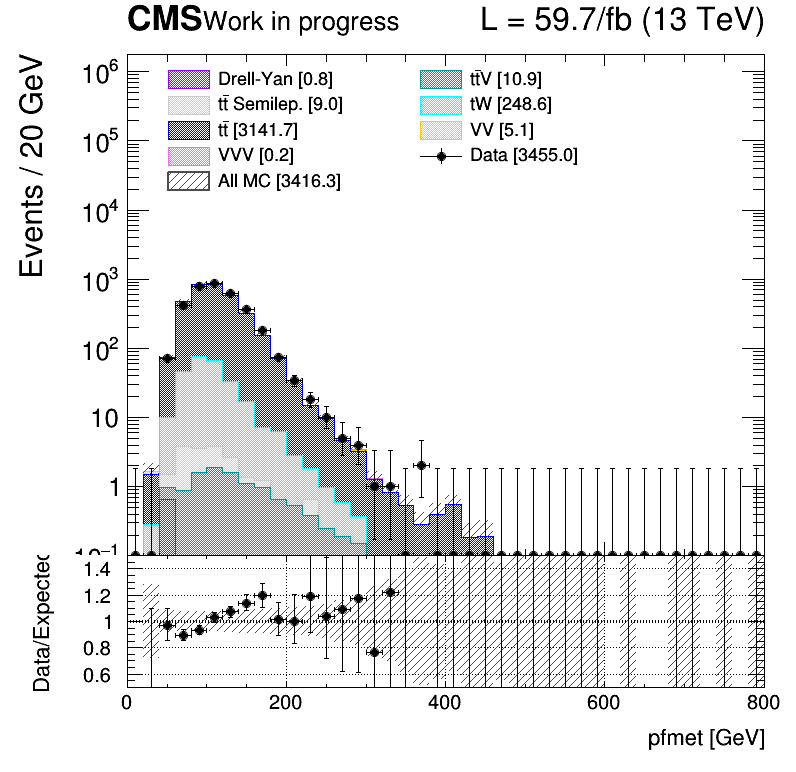 CMS Work in progress L = 59.7/fb (13 TeV)
Events / 20 GeV
10⁶
10⁵
10⁴
10³
10²
10
1
10⁻¹
Drell-Yan [0.8]
tt̄ Semilep. [9.0]
tt̄ [3141.7]
VVV [0.2]
All MC [3416.3]
tt̄V [10.9]
tW [248.6]
VV [5.1]
Data [3455.0]
Data/Expected
1.4
1.2
1
0.8
0.6
0 200 400 600 800
pfmet [GeV]